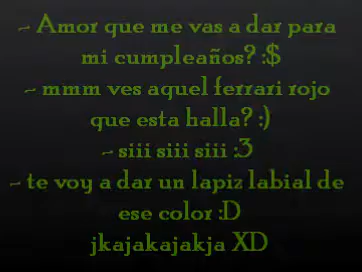 - Amor que me vas a dar para
mi cumpleaños? :$
- mmm ves aquel ferrari rojo
que esta halla? :)
- siii siii siii :3
- te voy a dar un lapiz labial de
ese color :D
jkajakajakja XD